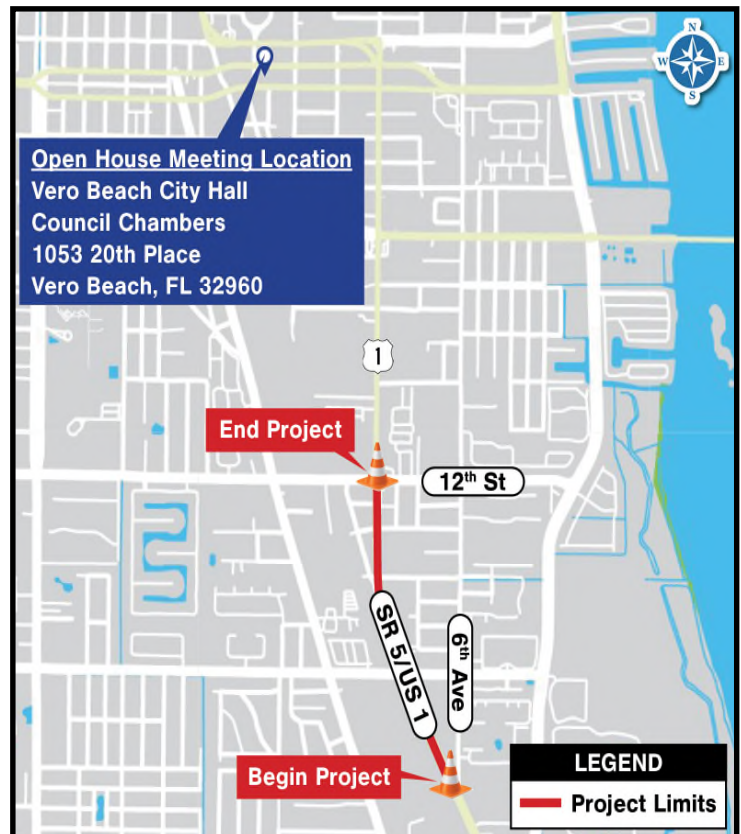 N
W E
S
Open House Meeting Location
Vero Beach City Hall
Council Chambers
1053 20th Place
Vero Beach, FL 32960
1
End Project
12th St
SR 5/US 1
6th Ave
Begin Project
LEGEND
Project Limits